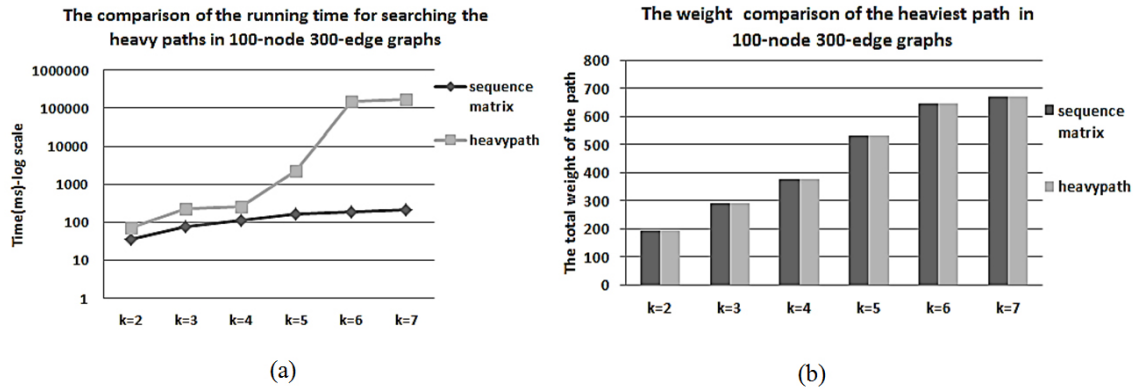 The comparison of the running time for searching the
heavy paths in 100-node 300-edge graphs
1000000
100000
10000
1000
100
10
1
Time(ms)-log scale
k=2 k=3 k=4 k=5 k=6 k=7
sequence
matrix
heavypath
(a)
The weight comparison of the heaviest path in
100-node 300-edge graphs
800
700
600
500
400
300
200
100
0
The total weight of the path
k=2 k=3 k=4 k=5 k=6 k=7
sequence
matrix
heavypath
(b)